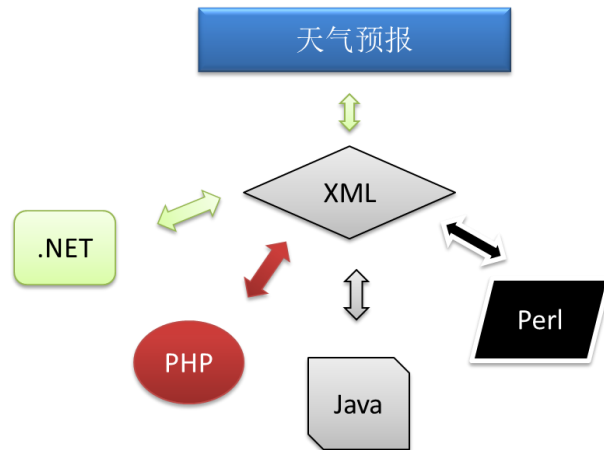 天气预报
XML
.NET
Perl
PHP
Java